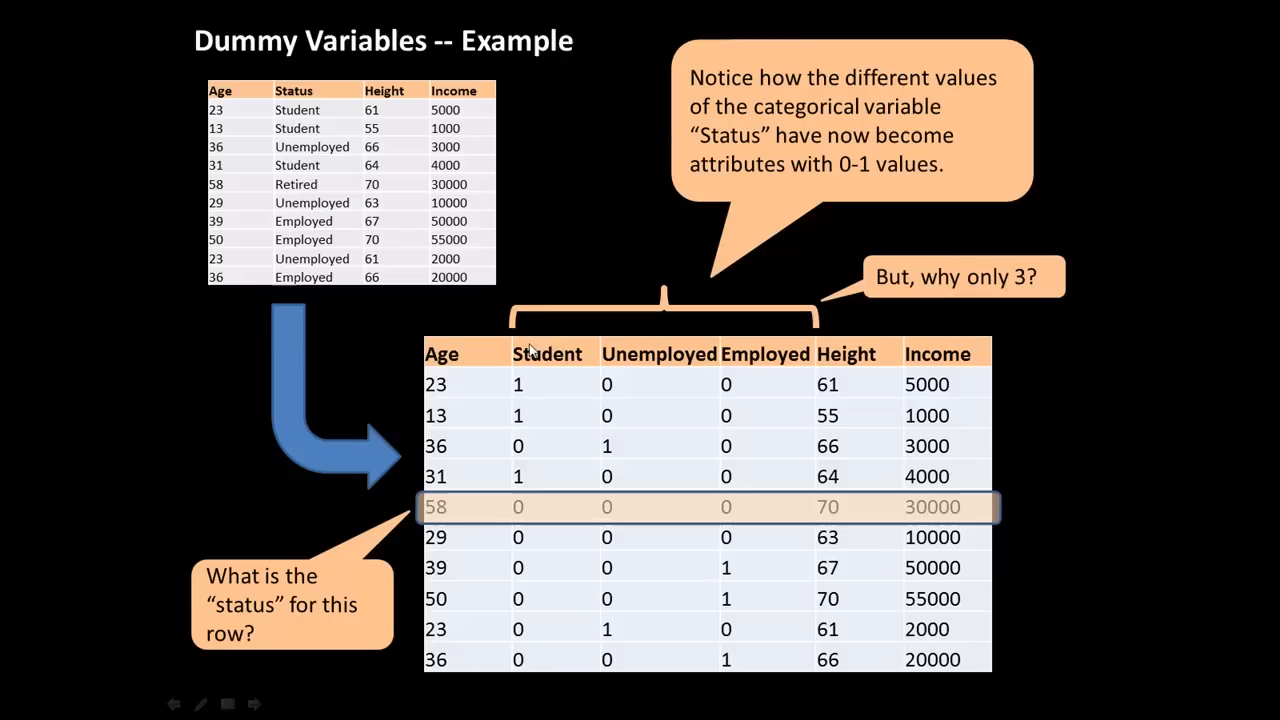 Dummy Variables -- Example
Age Status Height Income
23 Student 61 5000
13 Student 55 1000
36 Unemployed 66 3000
31 Student 64 4000
58 Retired 70 30000
29 Unemployed 63 10000
39 Employed 67 50000
50 Employed 70 55000
23 Unemployed 61 2000
36 Employed 66 20000
Notice how the different values
of the categorical variable
“Status” have now become
attributes with 0-1 values.
But, why only 3?
Age Student Unemployed Employed Height Income
23 1 0 0 61 5000
13 1 0 0 55 1000
36 0 1 0 66 3000
31 1 0 0 64 4000
58 0 0 0 70 30000
29 0 0 0 63 10000
39 0 0 1 67 50000
50 0 0 1 70 55000
23 0 1 0 61 2000
36 0 0 1 66 20000
What is the
“status” for this
row?